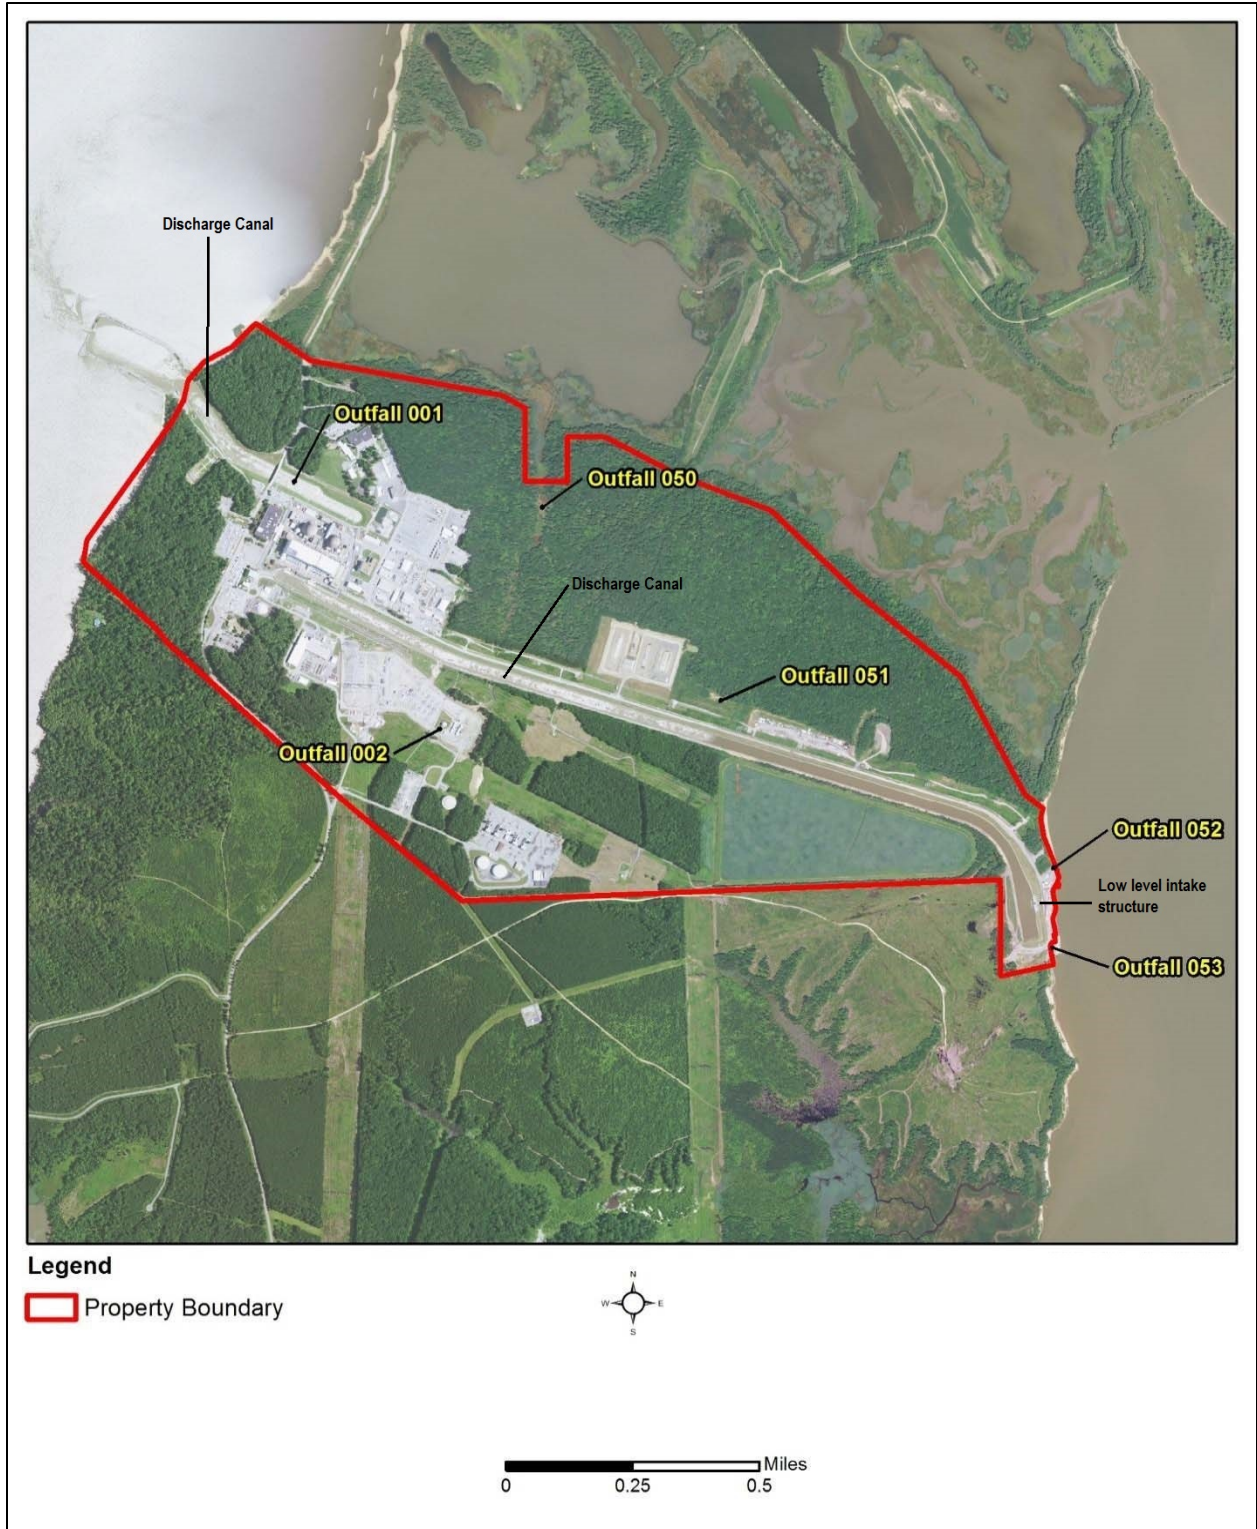 Discharge Canal
Outfall 001
Outfall 050
Discharge Canal
Outfall 051
Outfall 002
Outfall 052
Low level intake
structure
Outfall 053
Legend
Property Boundary
N
W E
S
Miles
0 0.25 0.5